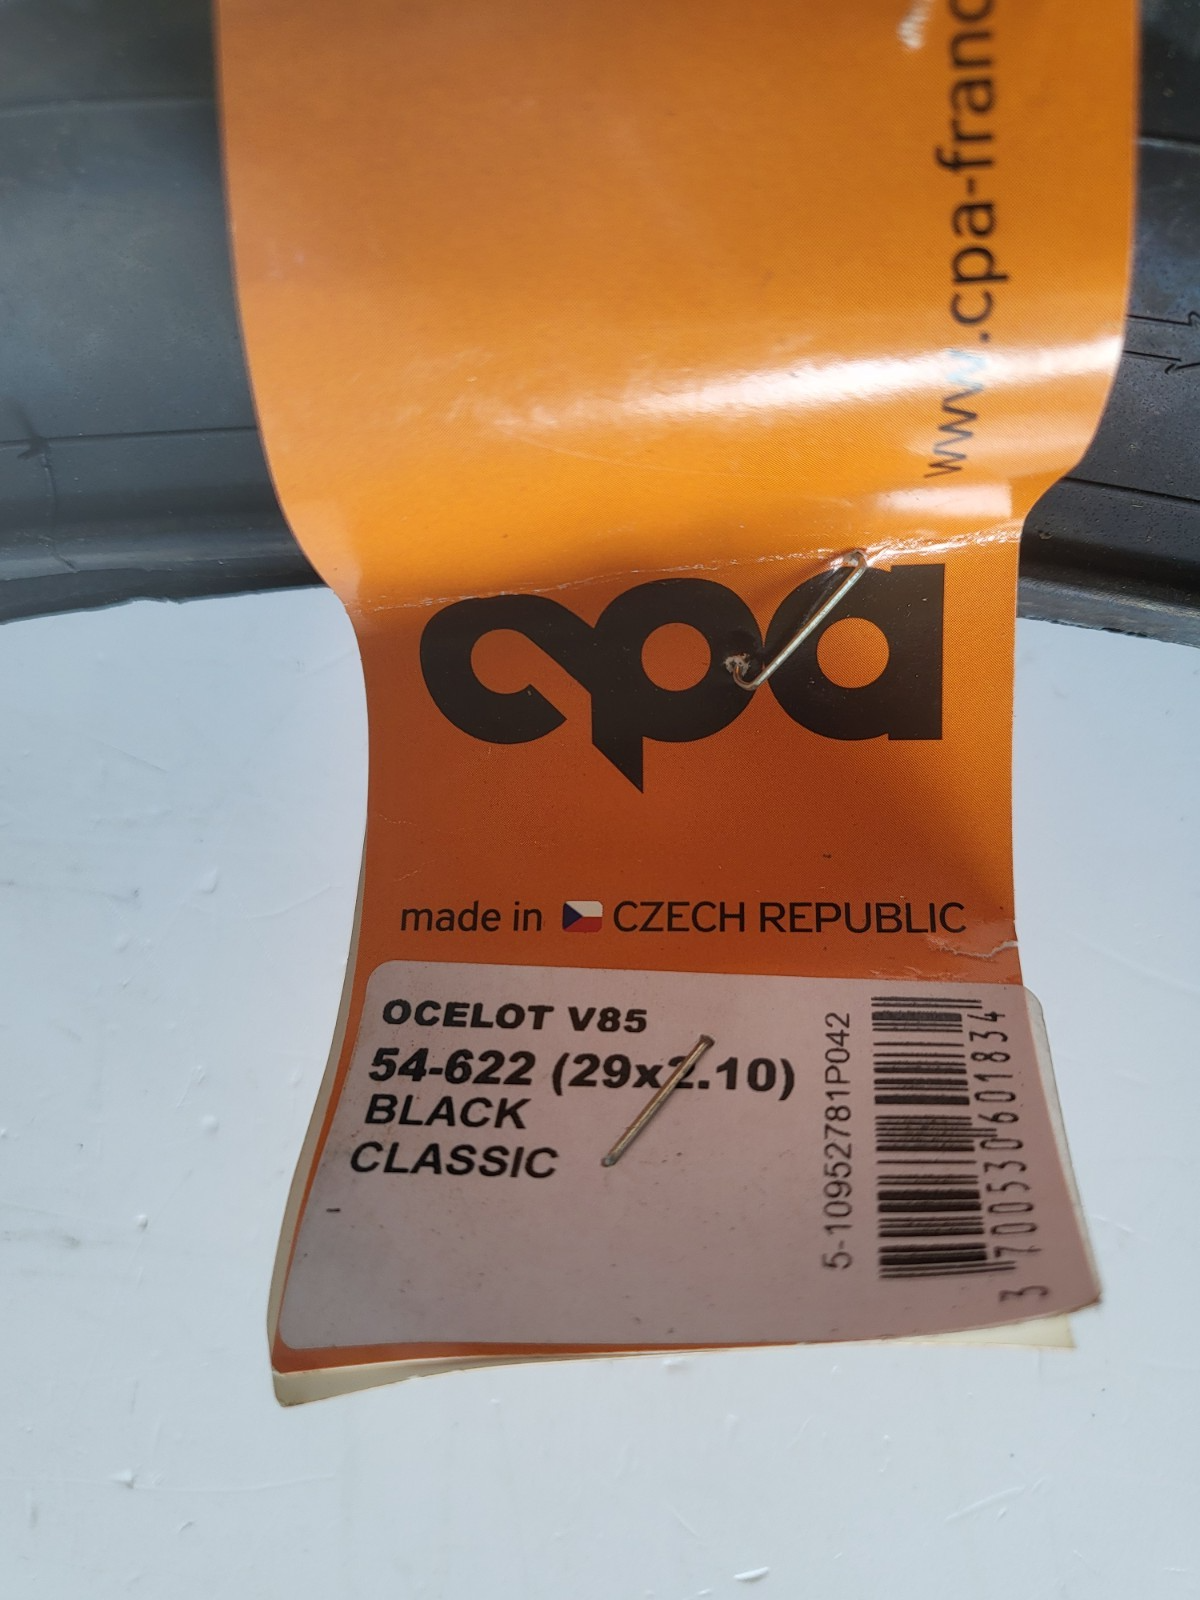 www.cpa-franc
cpa
made in CZECH REPUBLIC
OCELOT V85
54-622 (29x2.10)
BLACK
CLASSIC
5-10952781P042
3700530601834